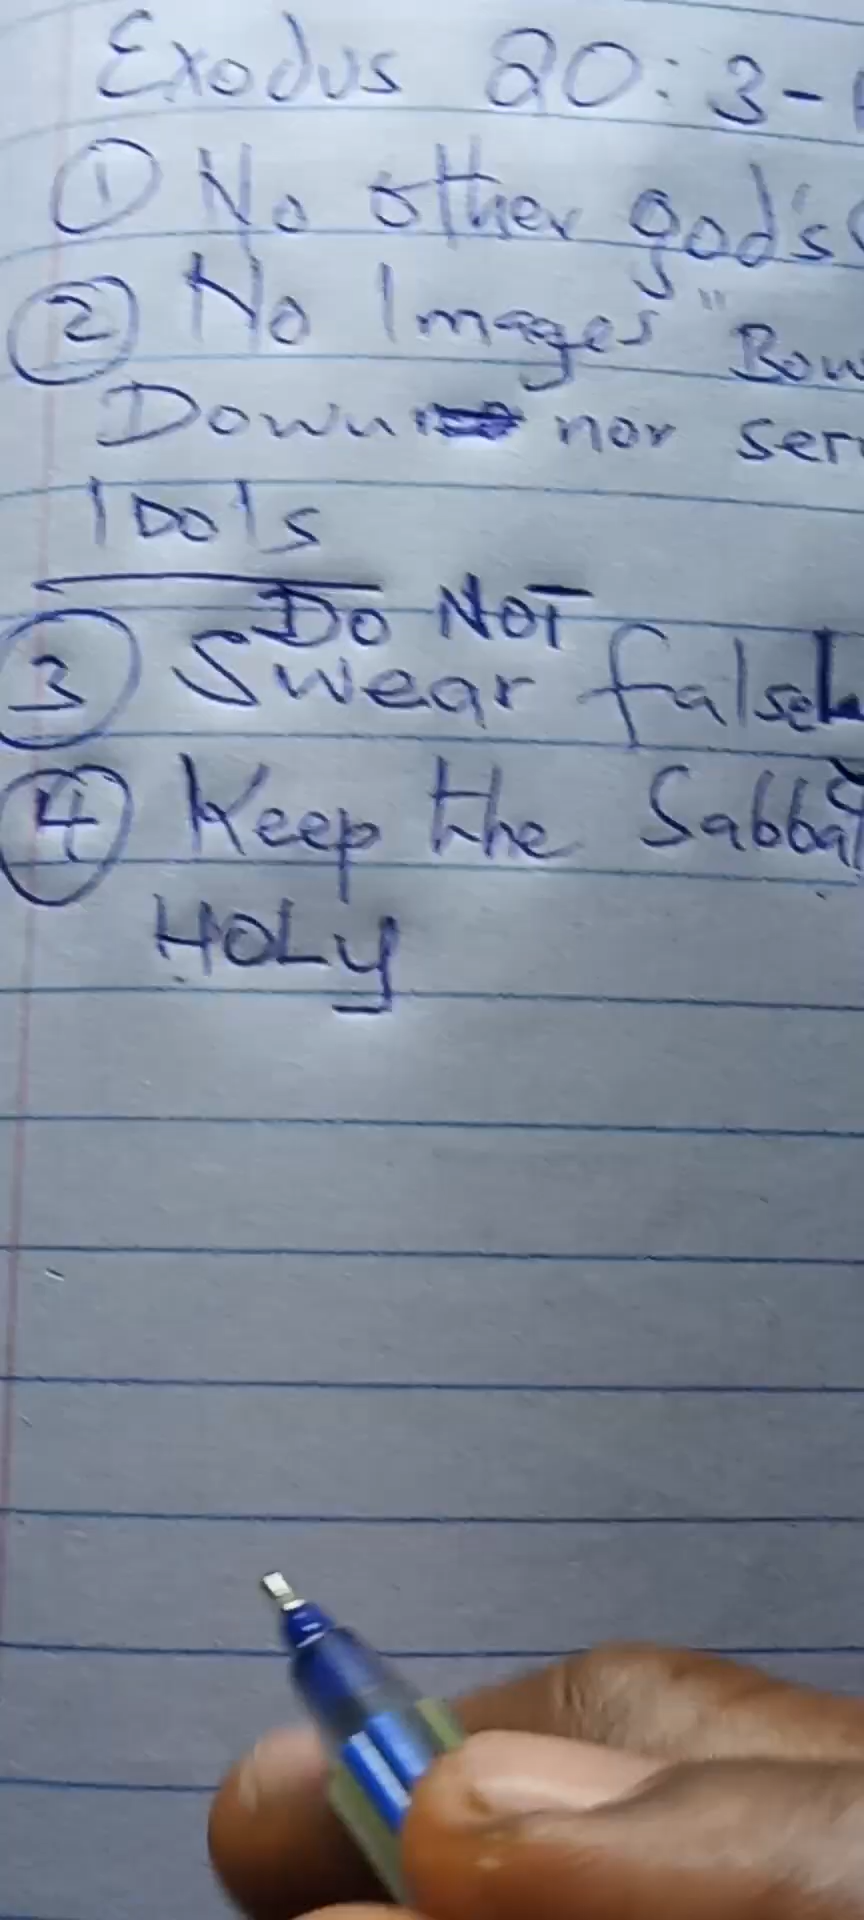 Exodus 20:3-
① No other god's
② No Images "Bow
Down nor ser
IDols
Do NOT
③ Swear falsel
④ Keep the Sabba
HOLY